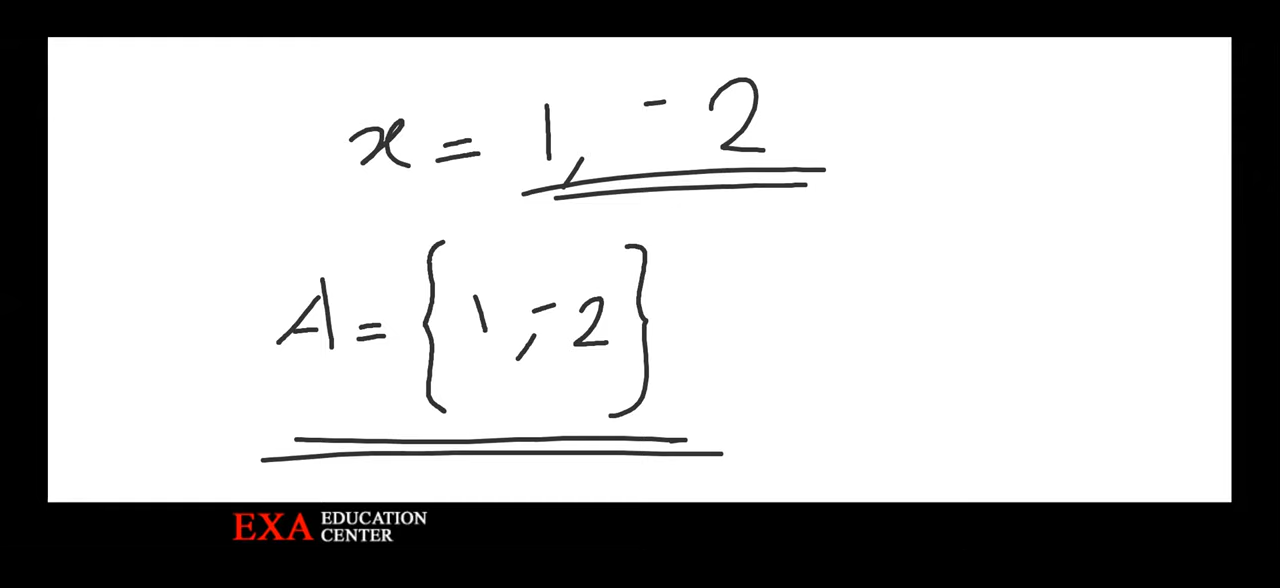 x = 1, -2
A = {1, -2}
EXA EDUCATION
CENTER